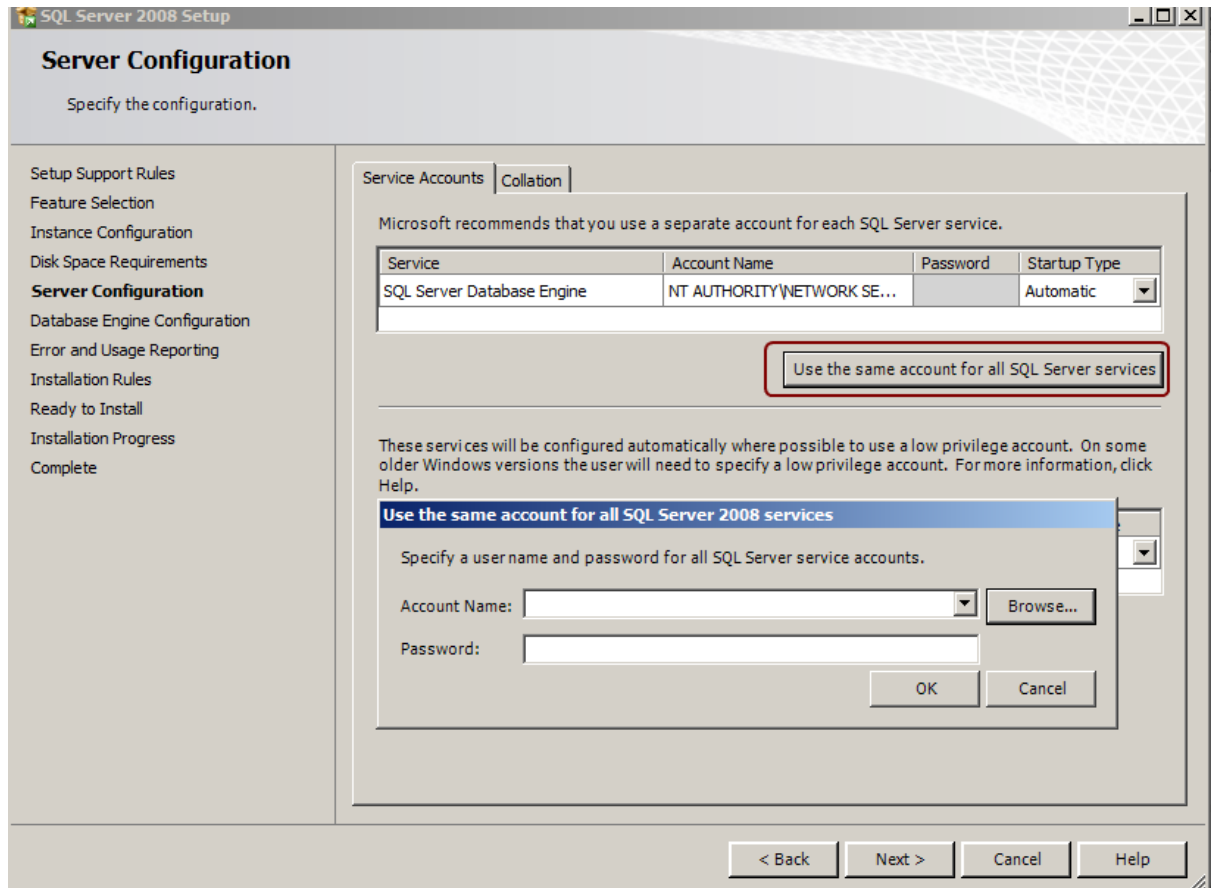 SQL Server 2008 Setup
Server Configuration
Specify the configuration.
Setup Support Rules
Feature Selection
Instance Configuration
Disk Space Requirements
Server Configuration
Database Engine Configuration
Error and Usage Reporting
Installation Rules
Ready to Install
Installation Progress
Complete
Service Accounts Collation
Microsoft recommends that you use a separate account for each SQL Server service.
Service Account Name Password Startup Type
SQL Server Database Engine NT AUTHORITY\NETWORK SE... Automatic
Use the same account for all SQL Server services
These services will be configured automatically where possible to use a low privilege account. On some
older Windows versions the user will need to specify a low privilege account. For more information, click
Help.
Use the same account for all SQL Server 2008 services
Specify a user name and password for all SQL Server service accounts.
Account Name: Browse...
Password:
OK Cancel
< Back Next > Cancel Help